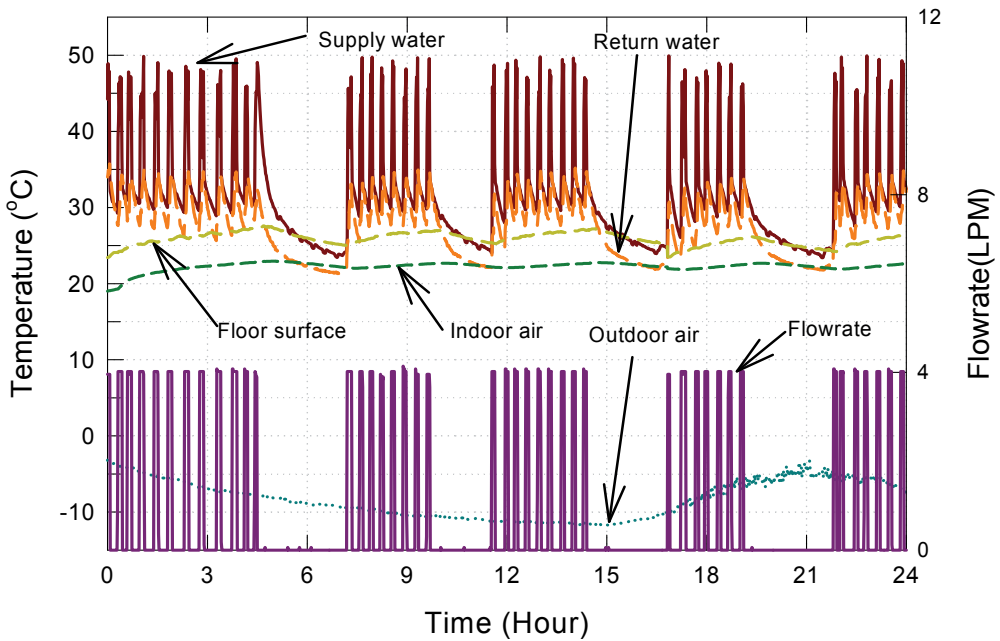 12
50
Supply water
Return water
40
8
30
20
Floor surface
Indoor air
Outdoor air
Flowrate
10
4
0
-10
0
0
3
6
9
12
15
18
21
24
Temperature (°C)
Flowrate(LPM)
Time (Hour)